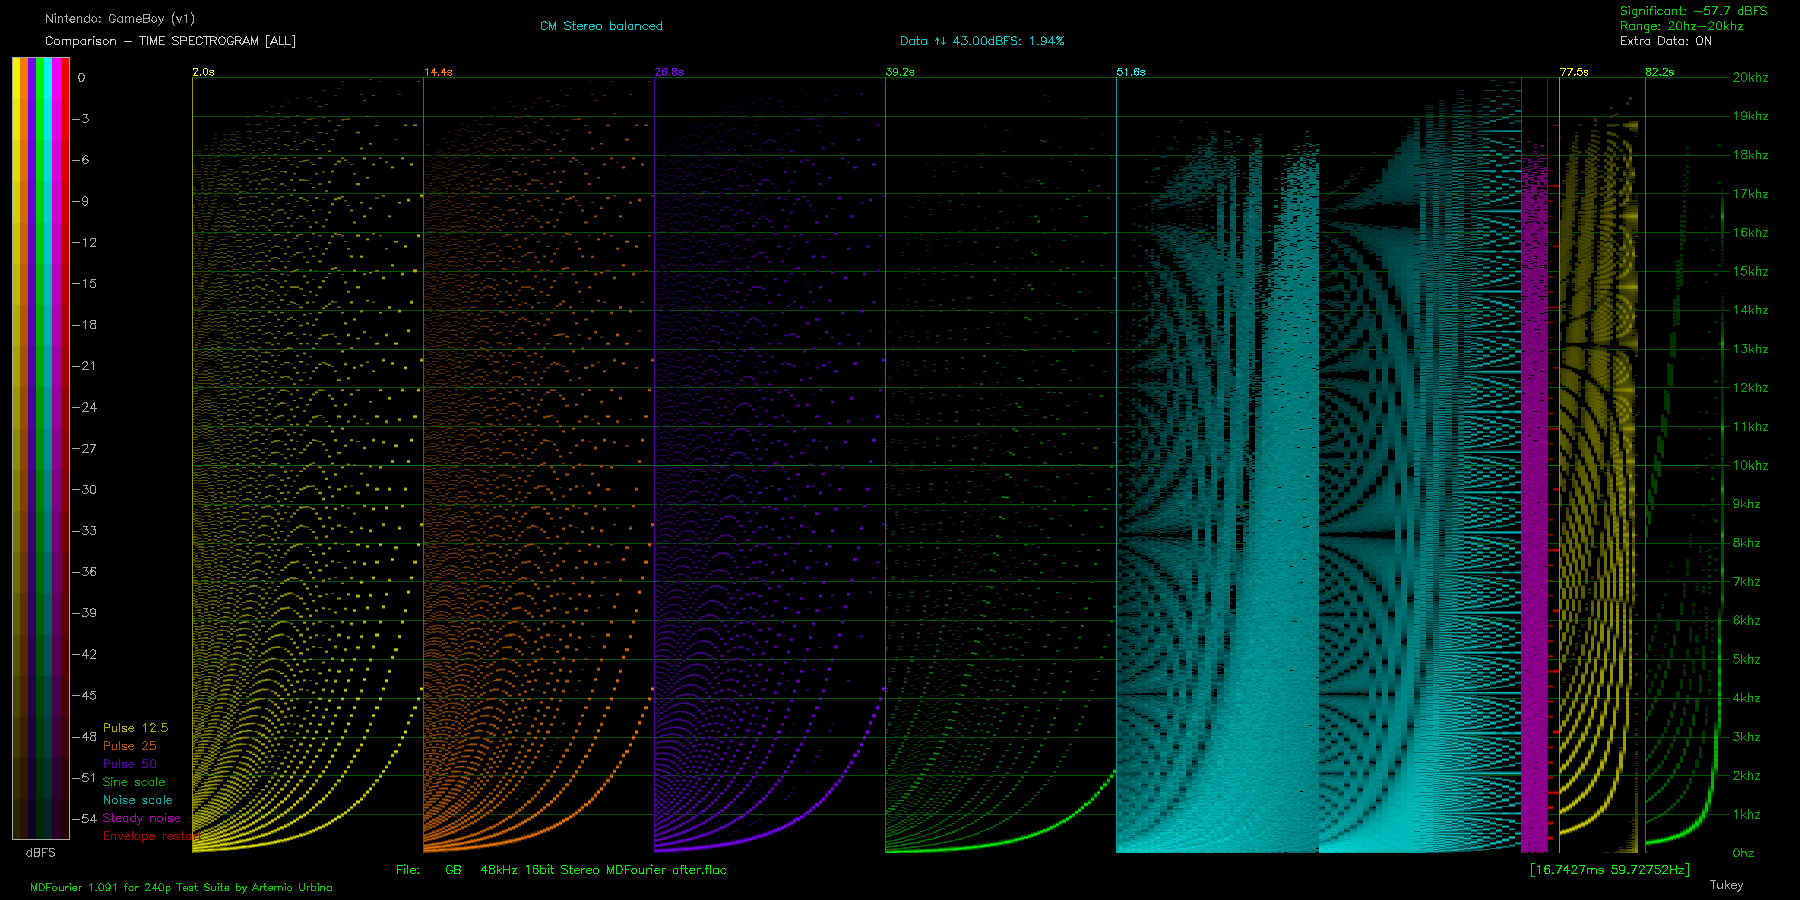 Nintendo: GameBoy (v1)
Comparison - TIME SPECTROGRAM [ALL]
CM Stereo balanced
Data ↑↓ 43.00dBFS: 1.94%
Significant: -57.7 dBFS
Range: 20hz-20khz
Extra Data: ON
2.0s
14.4s
26.8s
39.2s
51.6s
77.5s
82.2s
0
-3
-6
-9
-12
-15
-18
-21
-24
-27
-30
-33
-36
-39
-42
-45
-48
-51
-54
dBFS
Pulse 12.5
Pulse 25
Pulse 50
Sine scale
Noise scale
Steady noise
Envelope restart
20khz
19khz
18khz
17khz
16khz
15khz
14khz
13khz
12khz
11khz
10khz
9khz
8khz
7khz
6khz
5khz
4khz
3khz
2khz
1khz
0hz
File: GB 48kHz 16bit Stereo MDFourier after.flac
[16.7427ms 59.72752Hz]
MDFourier 1.091 for 240p Test Suite by Artemio Urbina
Tukey